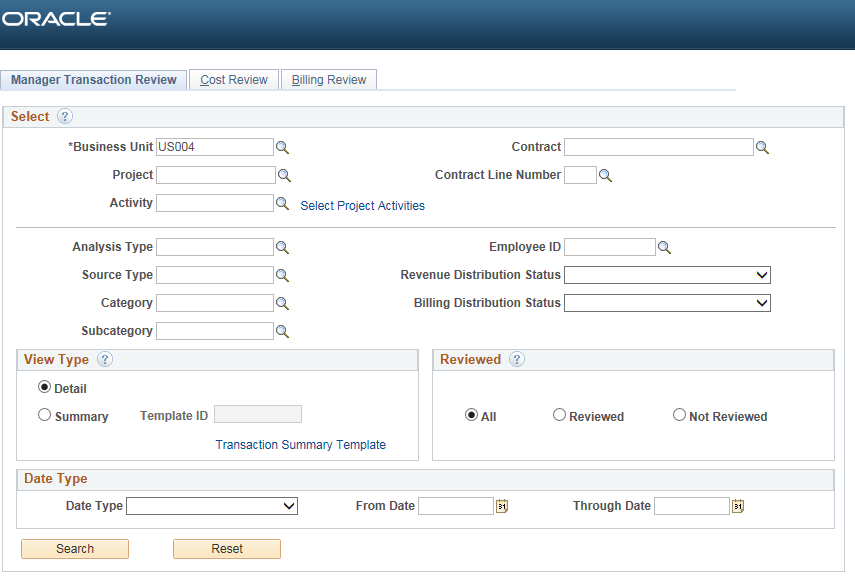 ORACLE
Manager Transaction Review Cost Review Billing Review
Select ?
*Business Unit US004 Contract
Project Contract Line Number
Activity Select Project Activities
Analysis Type Employee ID
Source Type Revenue Distribution Status
Category Billing Distribution Status
Subcategory
View Type ? Reviewed ?
Detail
Summary Template ID All Reviewed Not Reviewed
Transaction Summary Template
Date Type
Date Type From Date 31 Through Date 31
Search Reset